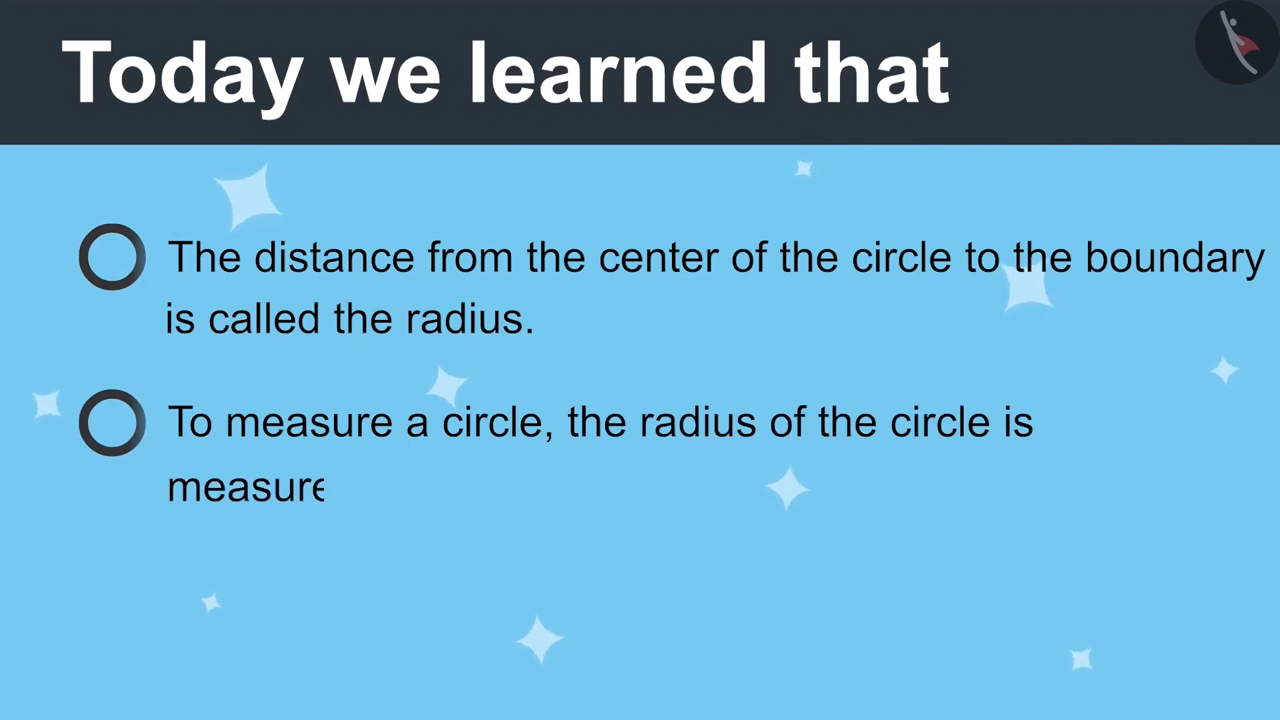 Today we learned that
The distance from the center of the circle to the boundary
is called the radius.
To measure a circle, the radius of the circle is
measure